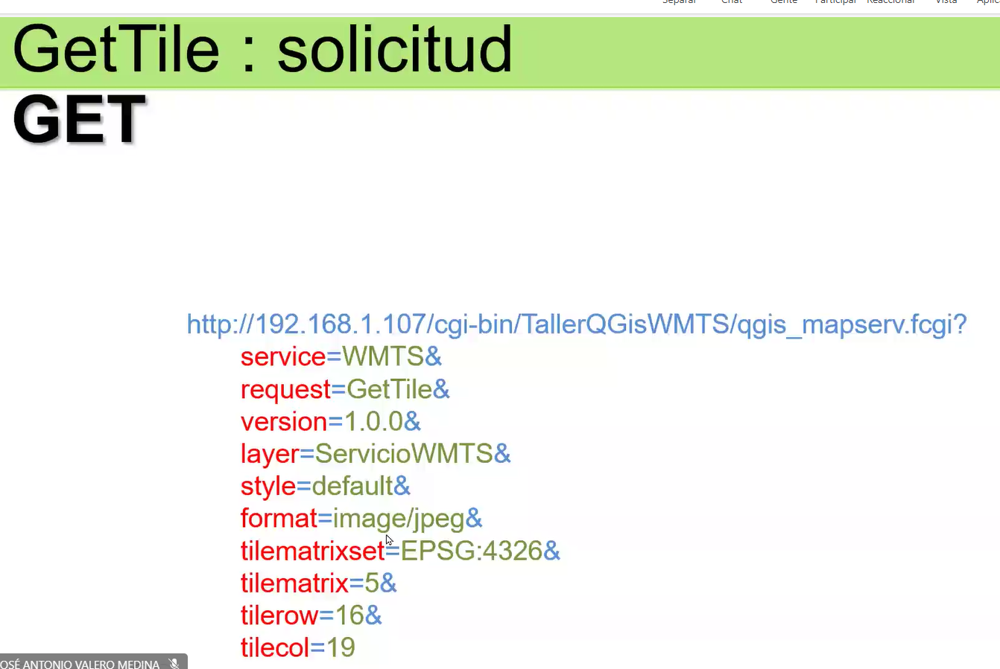 Separar Chat Gente Participar Reaccionar Vista
GetTile : solicitud
GET
http://192.168.1.107/cgi-bin/TallerQGisWMTS/qgis_mapserv.fcgi?
service=WMTS&
request=GetTile&
version=1.0.0&
layer=ServicioWMTS&
style=default&
format=image/jpeg&
tilematrixset=EPSG:4326&
tilematrix=5&
tilerow=16&
tilecol=19
OSÉ ANTONIO VALERO MEDINA